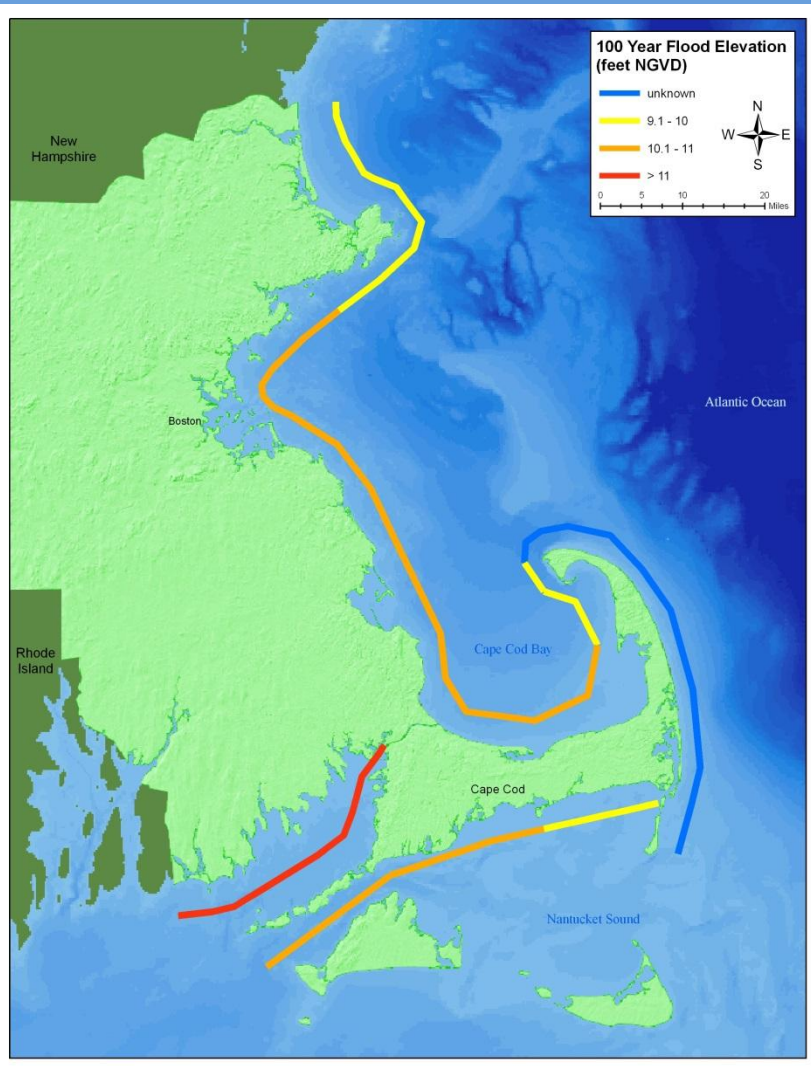 100 Year Flood Elevation
(feet NGVD)
unknown
9.1 - 10
10.1 - 11
> 11
N
W E
S
0 5 10 20
Miles
New
Hampshire
Boston
Atlantic Ocean
Rhode
Island
Cape Cod Bay
Cape Cod
Nantucket Sound